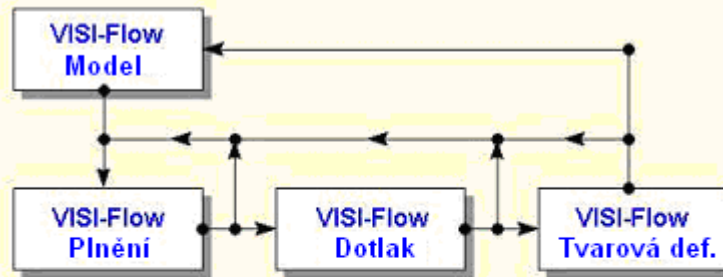 VISI-Flow
Model
VISI-Flow
Plnění
VISI-Flow
Dotlak
VISI-Flow
Tvarová def.